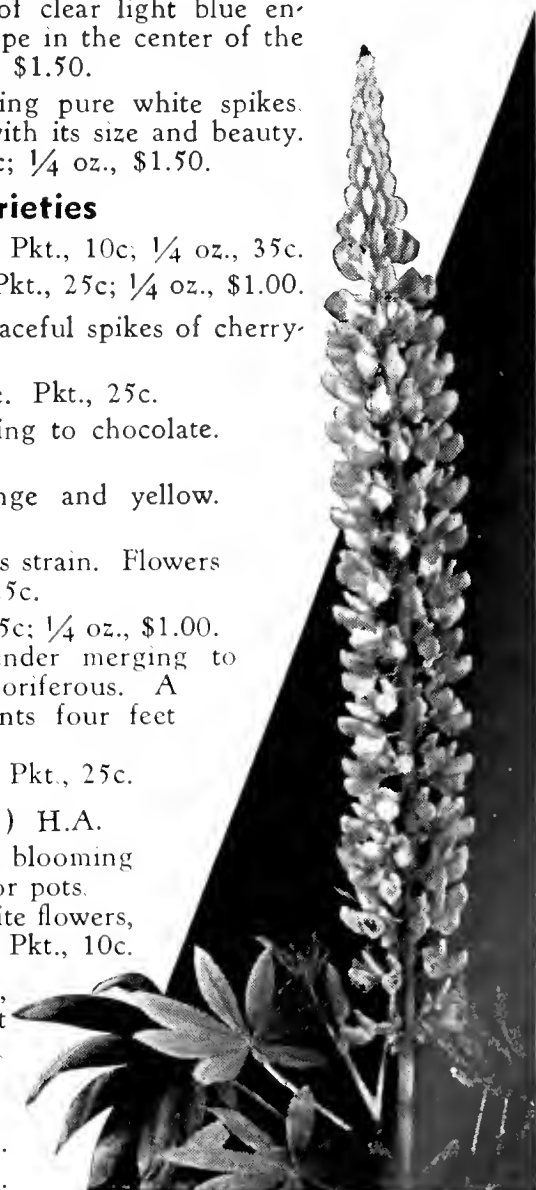 of clear light blue en-
pe in the center of the
$1.50.
ing pure white spikes.
ith its size and beauty.
c; ¼ oz., $1.50.
rieties
Pkt., 10c; ¼ oz., 35c.
Pkt., 25c; ¼ oz., $1.00.
aceful spikes of cherry-
e. Pkt., 25c.
ing to chocolate.
nge and yellow.
s strain. Flowers
5c.
5c; ¼ oz., $1.00.
nder merging to
oriferous. A
nts four feet
Pkt., 25c.
) H.A.
blooming
or pots.
ite flowers,
Pkt., 10c.
,
t
.
.